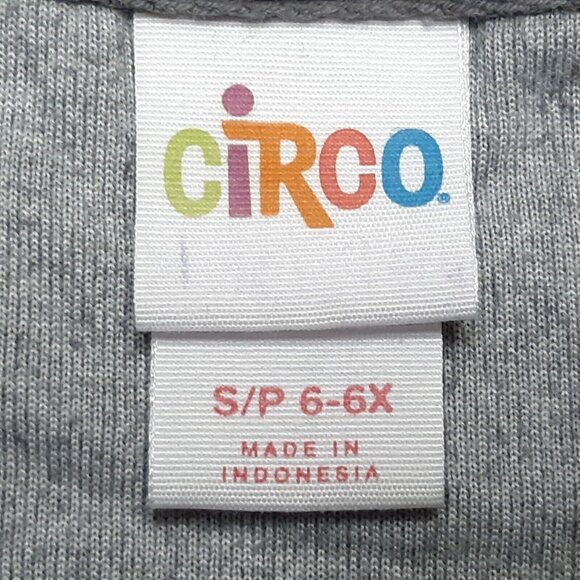 CiRCO®
S/P 6-6X
MADE IN
INDONESIA